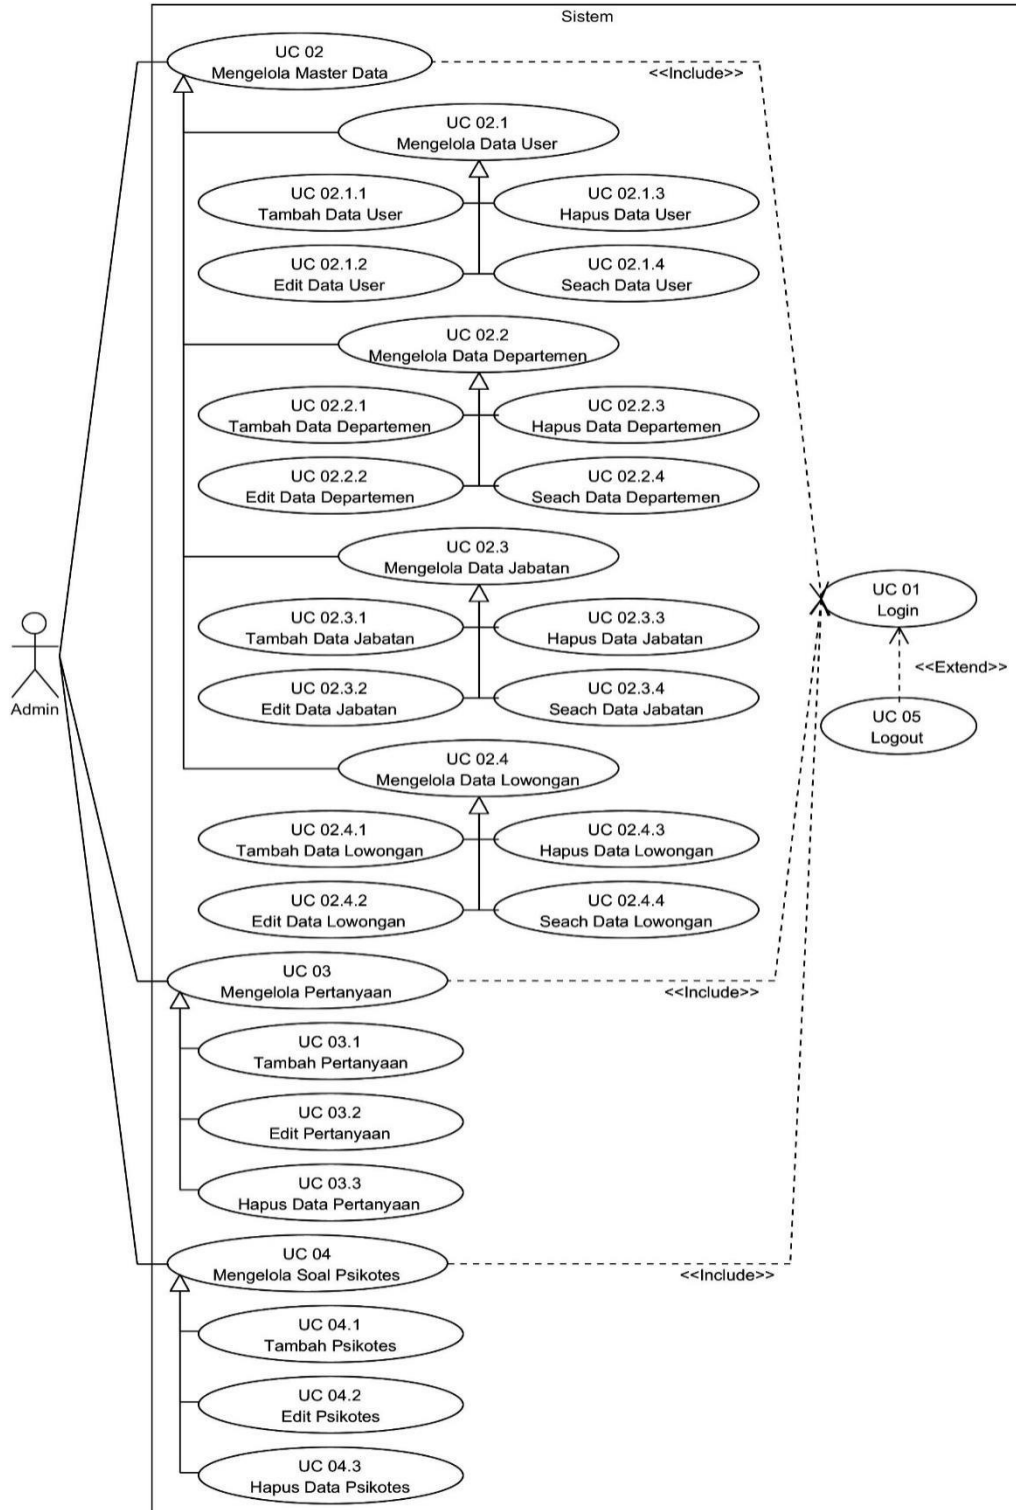 Sistem
UC 02
Mengelola Master Data
<<Include>>
UC 02.1
Mengelola Data User
UC 02.1.1
Tambah Data User
UC 02.1.3
Hapus Data User
UC 02.1.2
Edit Data User
UC 02.1.4
Seach Data User
UC 02.2
Mengelola Data Departemen
UC 02.2.1
Tambah Data Departemen
UC 02.2.3
Hapus Data Departemen
UC 02.2.2
Edit Data Departemen
UC 02.2.4
Seach Data Departemen
UC 02.3
Mengelola Data Jabatan
UC 02.3.1
Tambah Data Jabatan
UC 02.3.3
Hapus Data Jabatan
UC 02.3.2
Edit Data Jabatan
UC 02.3.4
Seach Data Jabatan
UC 01
Login
<<Extend>>
UC 05
Logout
Admin
UC 02.4
Mengelola Data Lowongan
UC 02.4.1
Tambah Data Lowongan
UC 02.4.3
Hapus Data Lowongan
UC 02.4.2
Edit Data Lowongan
UC 02.4.4
Seach Data Lowongan
UC 03
Mengelola Pertanyaan
<<Include>>
UC 03.1
Tambah Pertanyaan
UC 03.2
Edit Pertanyaan
UC 03.3
Hapus Data Pertanyaan
UC 04
Mengelola Soal Psikotes
<<Include>>
UC 04.1
Tambah Psikotes
UC 04.2
Edit Psikotes
UC 04.3
Hapus Data Psikotes